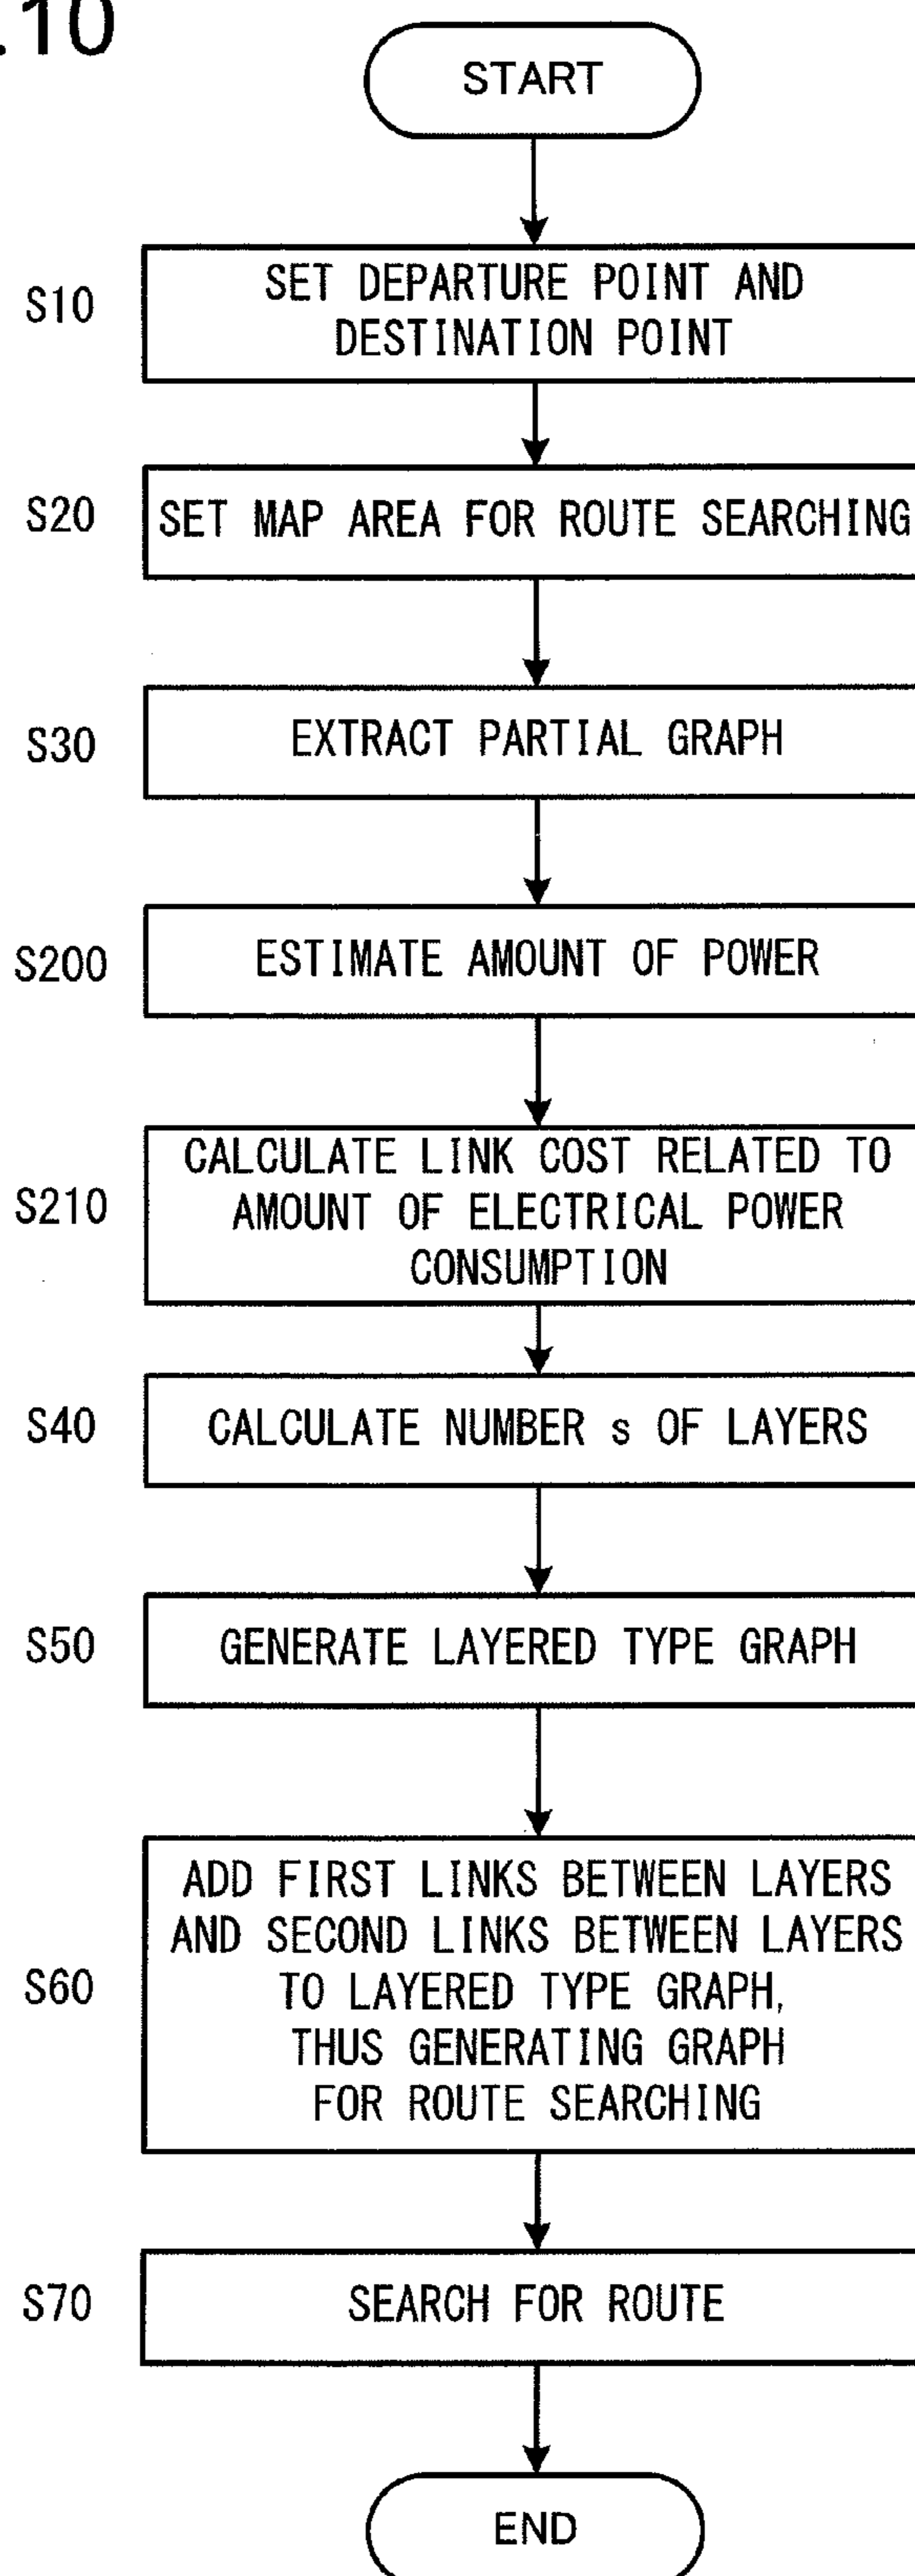 .10
START
S10
SET DEPARTURE POINT AND
DESTINATION POINT
S20
SET MAP AREA FOR ROUTE SEARCHING
S30
EXTRACT PARTIAL GRAPH
S200
ESTIMATE AMOUNT OF POWER
S210
CALCULATE LINK COST RELATED TO
AMOUNT OF ELECTRICAL POWER
CONSUMPTION
S40
CALCULATE NUMBER s OF LAYERS
S50
GENERATE LAYERED TYPE GRAPH
S60
ADD FIRST LINKS BETWEEN LAYERS
AND SECOND LINKS BETWEEN LAYERS
TO LAYERED TYPE GRAPH,
THUS GENERATING GRAPH
FOR ROUTE SEARCHING
S70
SEARCH FOR ROUTE
END